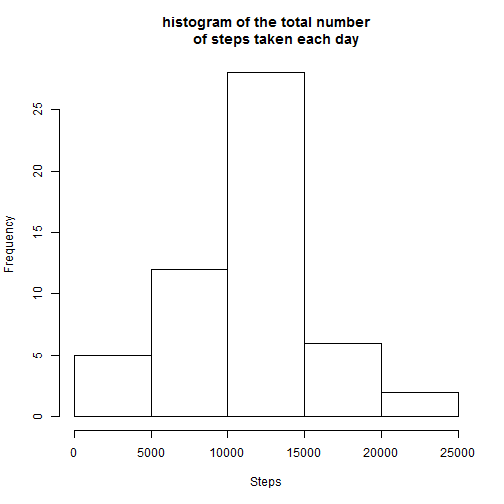 histogram of the total number
of steps taken each day
Frequency
25
20
15
10
5
0
0 5000 10000 15000 20000 25000
Steps